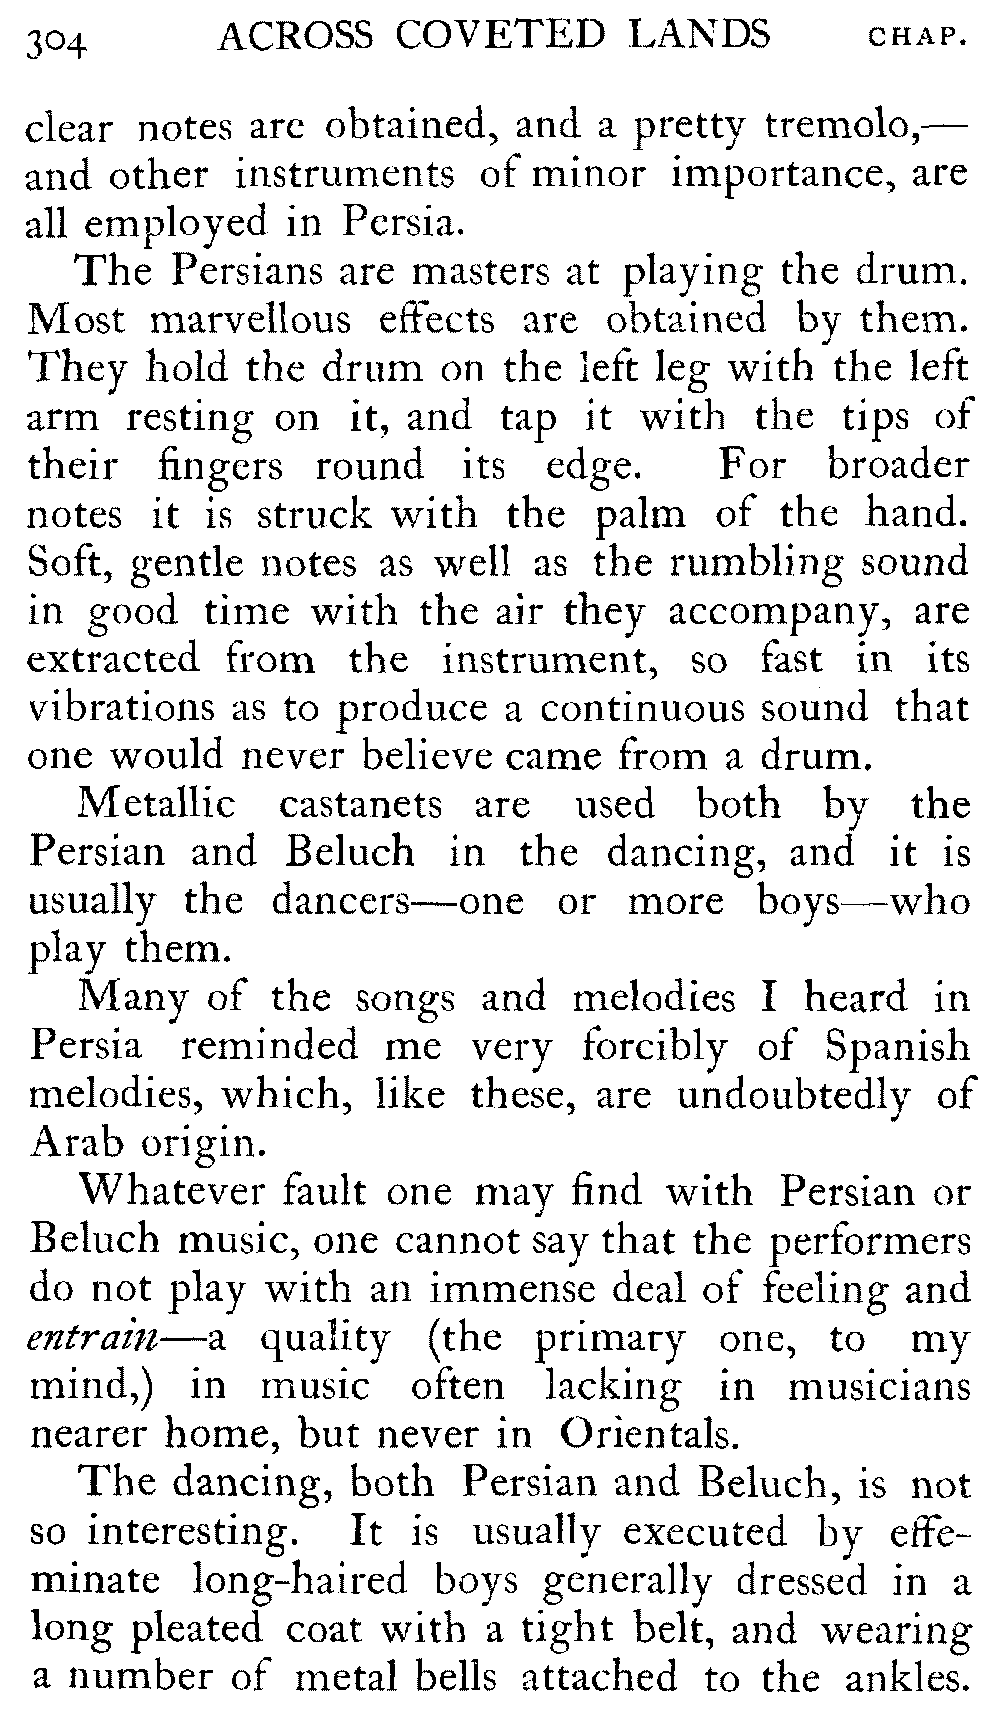 304 ACROSS COVETED LANDS CHAP.
clear notes are obtained, and a pretty tremolo,—
and other instruments of minor importance, are
all employed in Persia.
The Persians are masters at playing the drum.
Most marvellous effects are obtained by them.
They hold the drum on the left leg with the left
arm resting on it, and tap it with the tips of
their fingers round its edge. For broader
notes it is struck with the palm of the hand.
Soft, gentle notes as well as the rumbling sound
in good time with the air they accompany, are
extracted from the instrument, so fast in its
vibrations as to produce a continuous sound that
one would never believe came from a drum.
Metallic castanets are used both by the
Persian and Beluch in the dancing, and it is
usually the dancers—one or more boys—who
play them.
Many of the songs and melodies I heard in
Persia reminded me very forcibly of Spanish
melodies, which, like these, are undoubtedly of
Arab origin.
Whatever fault one may find with Persian or
Beluch music, one cannot say that the performers
do not play with an immense deal of feeling and
entrain—a quality (the primary one, to my
mind,) in music often lacking in musicians
nearer home, but never in Orientals.
The dancing, both Persian and Beluch, is not
so interesting. It is usually executed by effe-
minate long-haired boys generally dressed in a
long pleated coat with a tight belt, and wearing
a number of metal bells attached to the ankles.